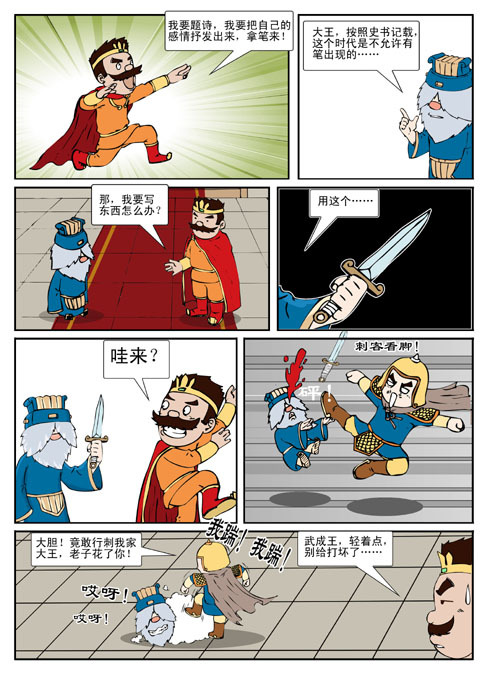 我要题诗，我要把自己的
感情抒发出来，拿笔来！
大王，按照史书记载，
这个时代是不允许有
笔出现的……
那，我要写
东西怎么办？
用这个……
哇来？
刺客看脚！
砰！
大胆！竟敢行刺我家
大王，老子花了你！
我踹！我踹！
武成王，轻着点，
别给打坏了……
哎呀！
哎呀！